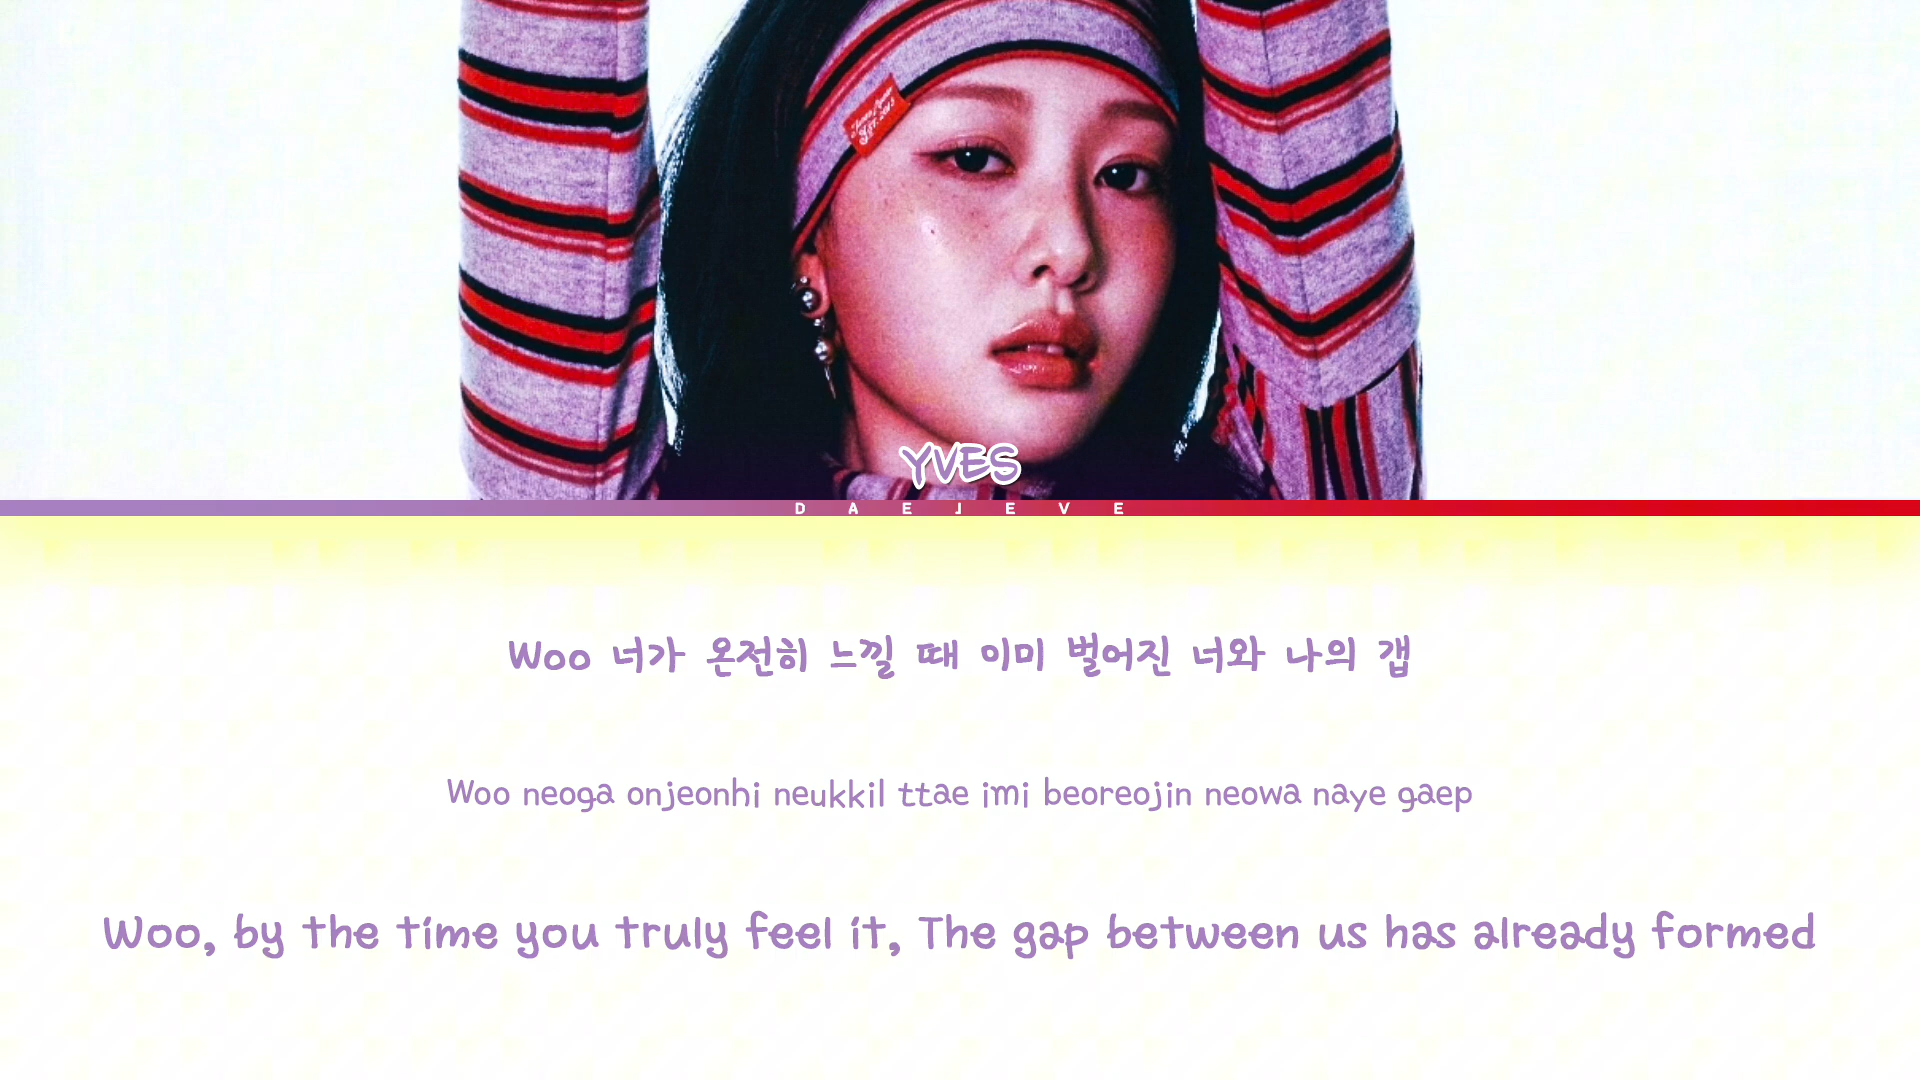 YVES
DAEJEVE
Woo 너가 온전히 느낄 때 이미 벌어진 너와 나의 갭
Woo neoga onjeonhi neukkil ttae imi beoreojin neowa naye gaep
Woo, by the time you truly feel it, The gap between us has already formed